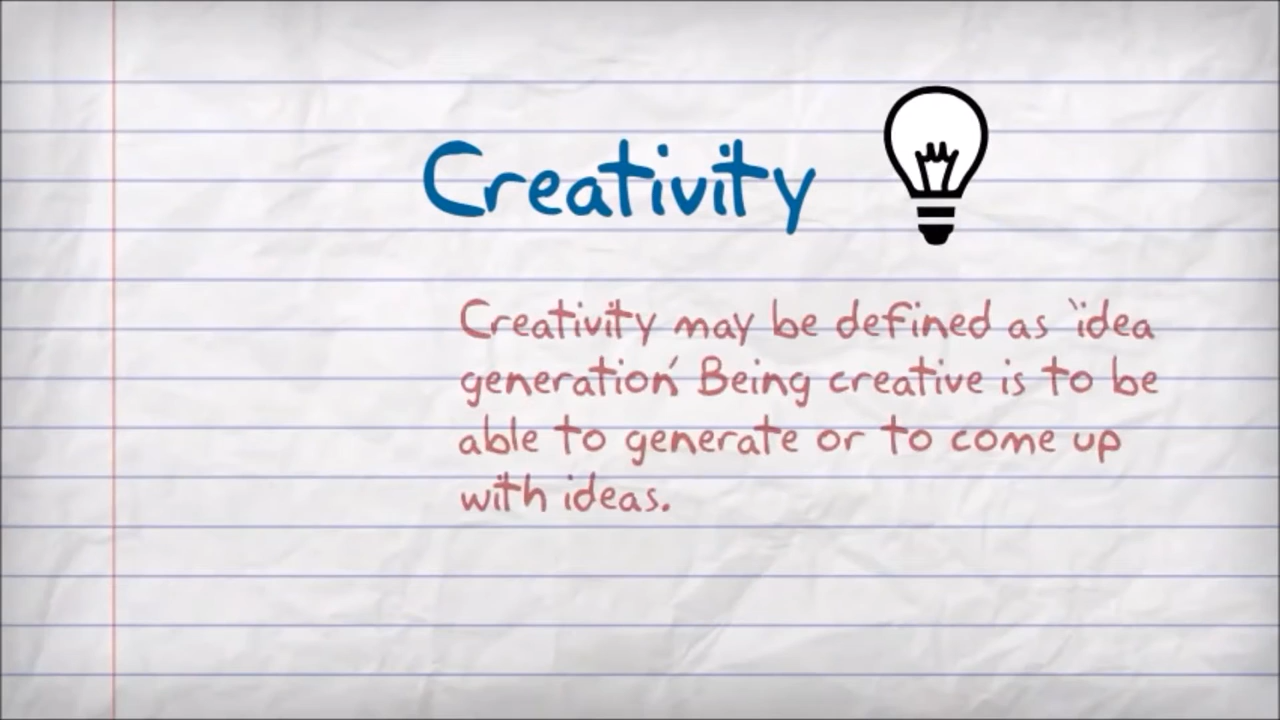 Creativity
Creativity may be defined as `idea
generation´ Being creative is to be
able to generate or to come up
with ideas.